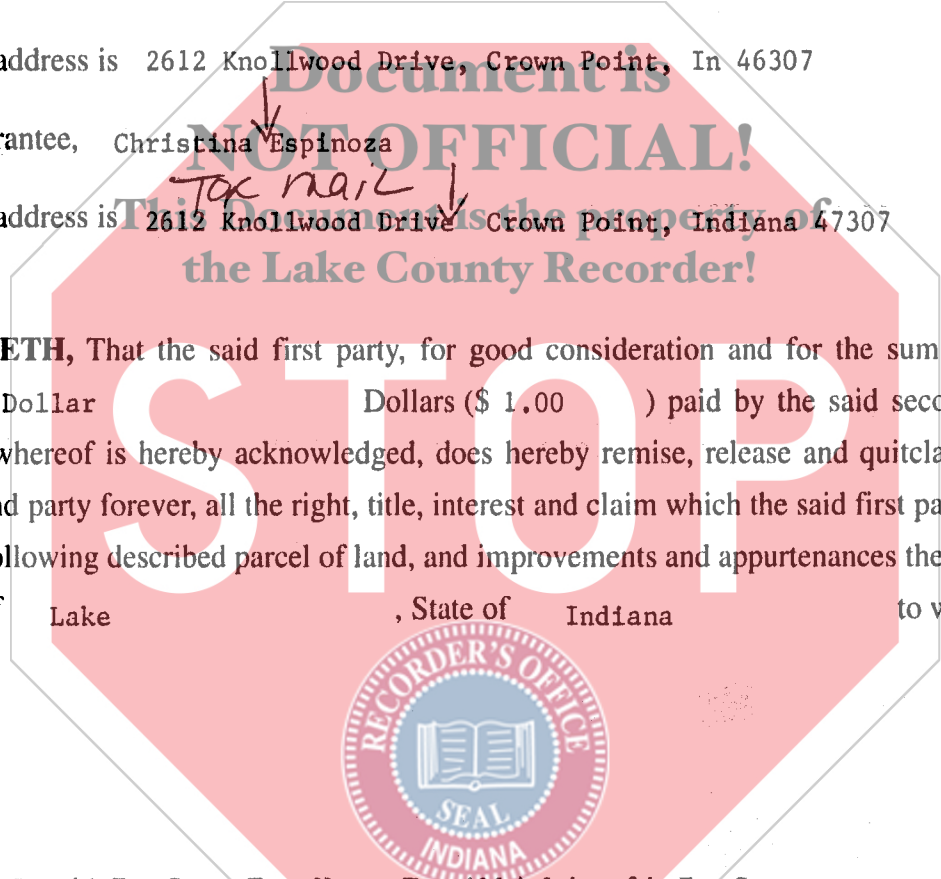 address is 2612 Knollwood Drive, Crown Point, In 46307
Document is
rantee, Christina Espinoza
NOT OFFICIAL!
Tax mail
address is 2612 Knollwood Drive Crown Point, Indiana 47307
This Document is the property of
the Lake County Recorder!
ETH, That the said first party, for good consideration and for the sum
Dollar Dollars ($ 1.00 ) paid by the said seco
whereof is hereby acknowledged, does hereby remise, release and quitcla
nd party forever, all the right, title, interest and claim which the said first pa
ollowing described parcel of land, and improvements and appurtenances the
f Lake , State of Indiana to w
STOP
RECORDER'S OFFICE
SEAL
INDIANA